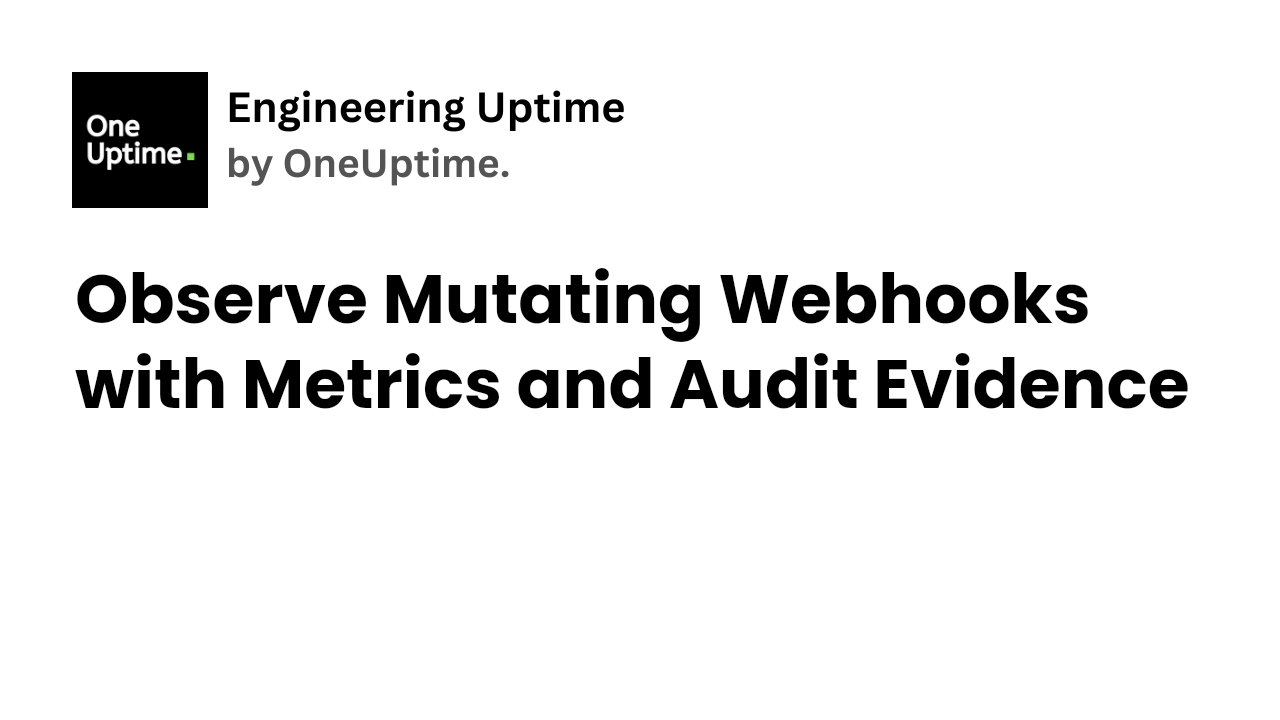 One
Uptime.
Engineering Uptime
by OneUptime.
Observe Mutating Webhooks
with Metrics and Audit Evidence